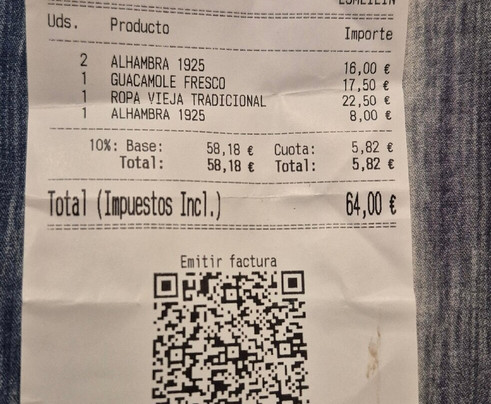 Uds. Producto Importe
2 ALHAMBRA 1925 16,00 €
1 GUACAMOLE FRESCO 17,50 €
1 ROPA VIEJA TRADICIONAL 22,50 €
1 ALHAMBRA 1925 8,00 €
10%: Base: 58,18 € Cuota: 5,82 €
Total: 58,18 € Total: 5,82 €
Total (Impuestos Incl.) 64,00 €
Emitir factura